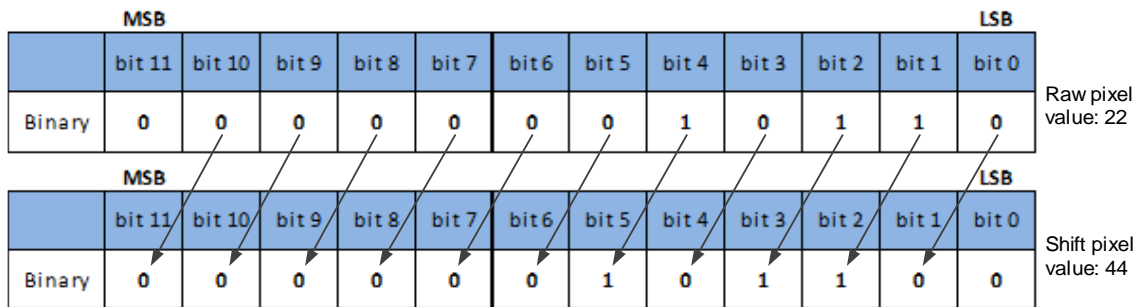 MSB LSB
bit 11 bit 10 bit 9 bit 8 bit 7 bit 6 bit 5 bit 4 bit 3 bit 2 bit 1 bit 0
Binary 0 0 0 0 0 0 0 1 0 1 1 0
Raw pixel
value: 22
MSB LSB
bit 11 bit 10 bit 9 bit 8 bit 7 bit 6 bit 5 bit 4 bit 3 bit 2 bit 1 bit 0
Binary 0 0 0 0 0 0 1 0 1 1 0 0
Shift pixel
value: 44